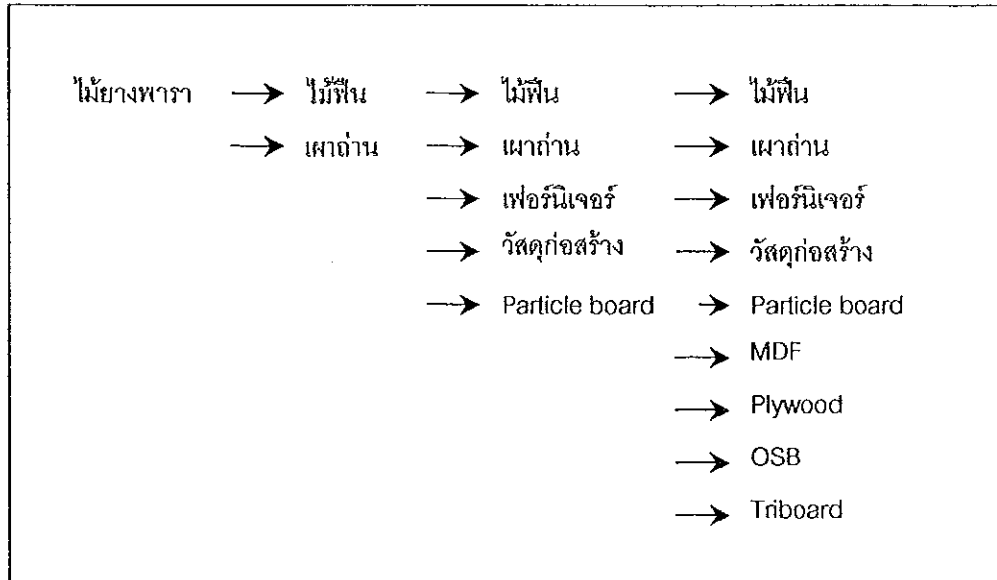 ไม้ยางพารา → ไม้ฟืน → ไม้ฟืน → ไม้ฟืน
→ เผาถ่าน → เผาถ่าน → เผาถ่าน
→ เฟอร์นิเจอร์ → เฟอร์นิเจอร์
→ วัสดุก่อสร้าง → วัสดุก่อสร้าง
→ Particle board → Particle board
→ MDF
→ Plywood
→ OSB
→ Triboard